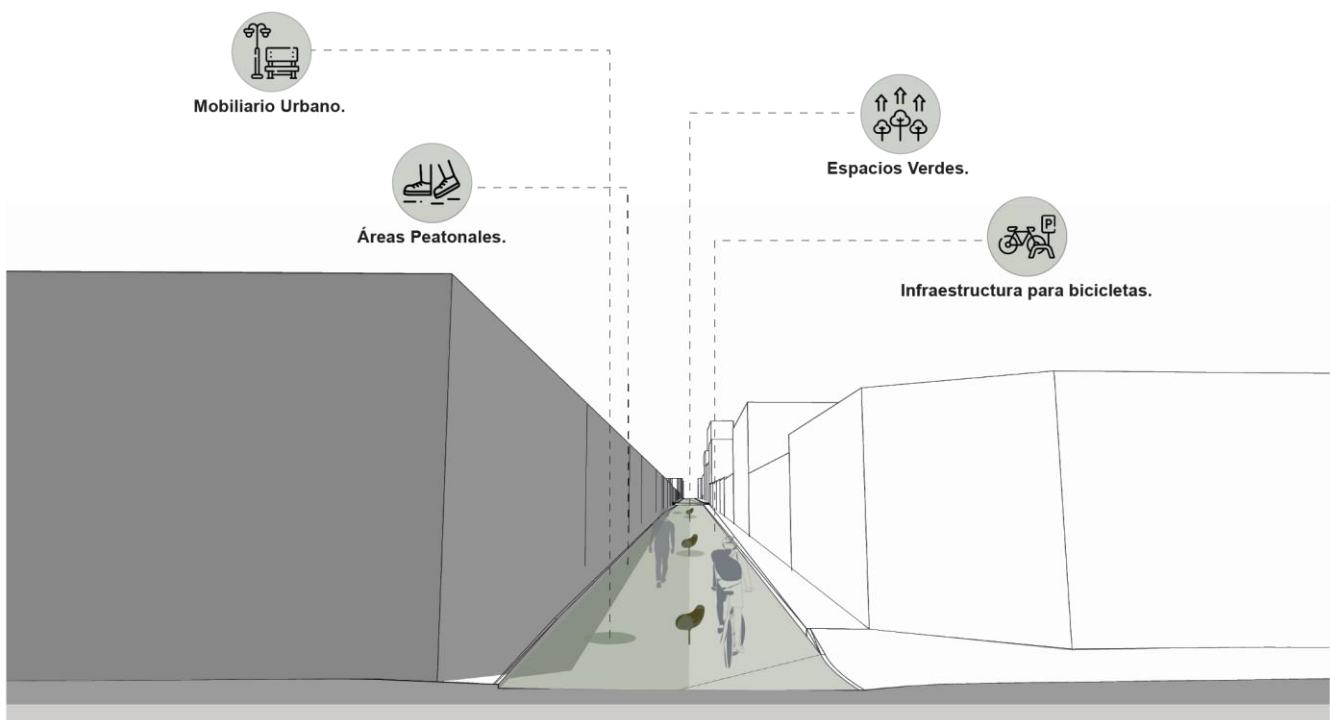 Mobiliario Urbano.
Espacios Verdes.
Áreas Peatonales.
P
Infraestructura para bicicletas.